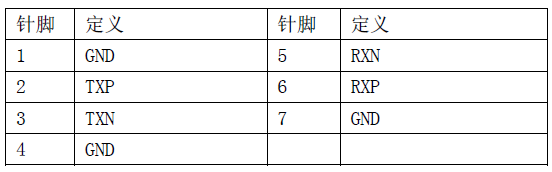 针脚 定义 针脚 定义
1 GND 5 RXN
2 TXP 6 RXP
3 TXN 7 GND
4 GND